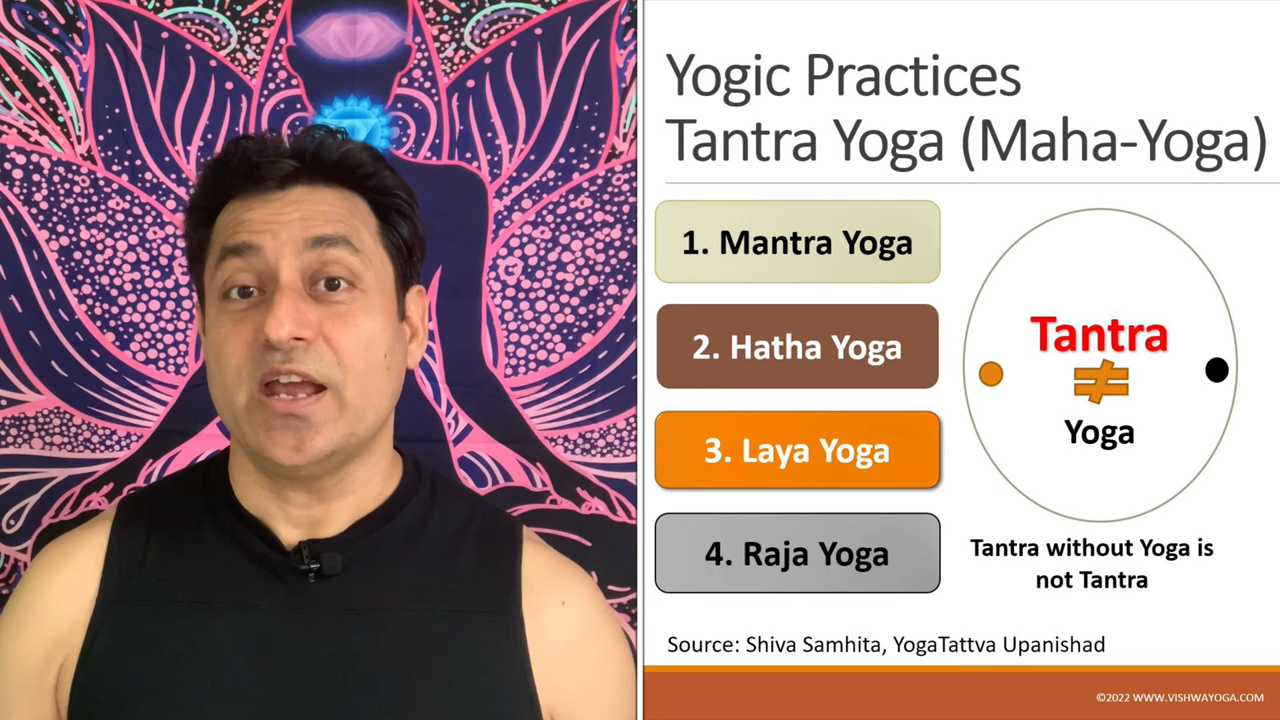 Yogic Practices
Tantra Yoga (Maha-Yoga)
1. Mantra Yoga
2. Hatha Yoga
3. Laya Yoga
4. Raja Yoga
Tantra
≠
Yoga
Tantra without Yoga is
not Tantra
Source: Shiva Samhita, YogaTattva Upanishad
©2022 WWW.VISHWAYOGA.COM